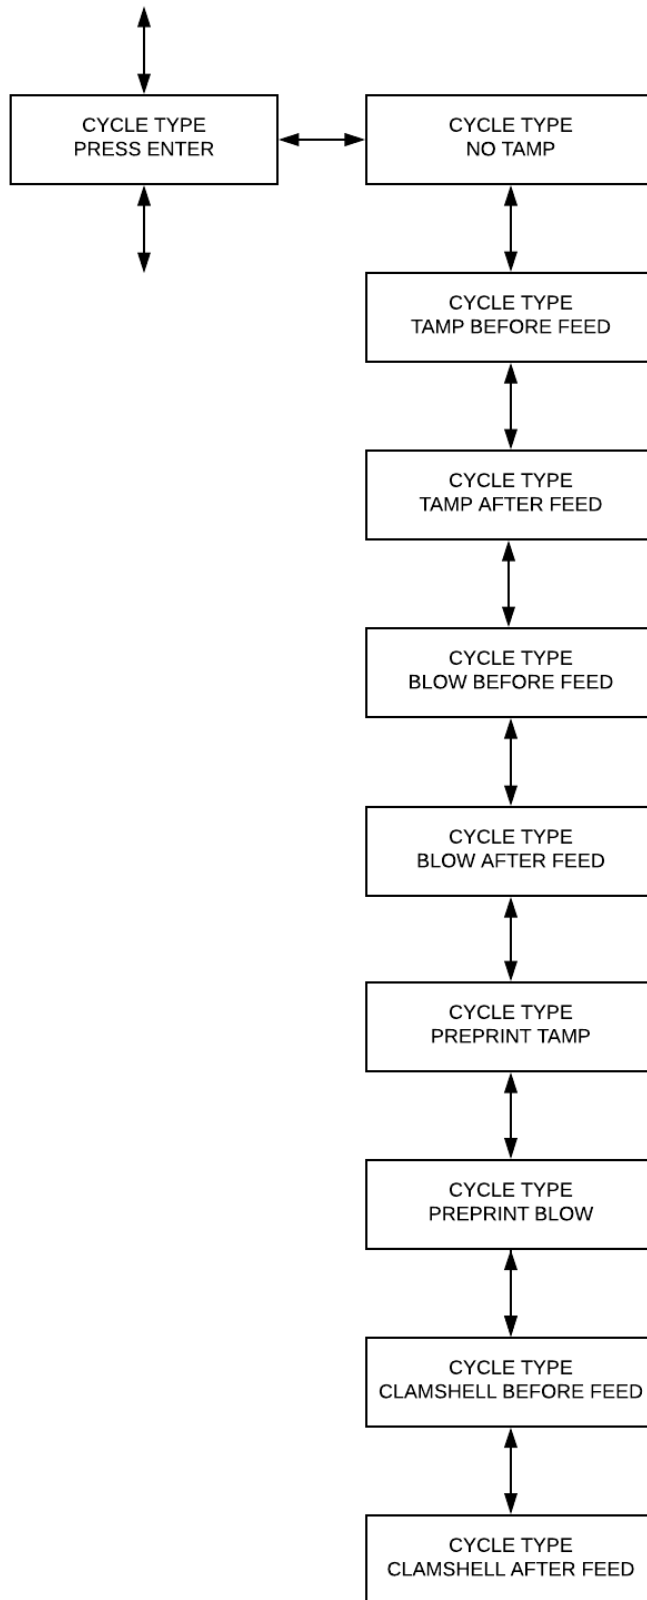 CYCLE TYPE
PRESS ENTER
CYCLE TYPE
NO TAMP
CYCLE TYPE
TAMP BEFORE FEED
CYCLE TYPE
TAMP AFTER FEED
CYCLE TYPE
BLOW BEFORE FEED
CYCLE TYPE
BLOW AFTER FEED
CYCLE TYPE
PREPRINT TAMP
CYCLE TYPE
PREPRINT BLOW
CYCLE TYPE
CLAMSHELL BEFORE FEED
CYCLE TYPE
CLAMSHELL AFTER FEED